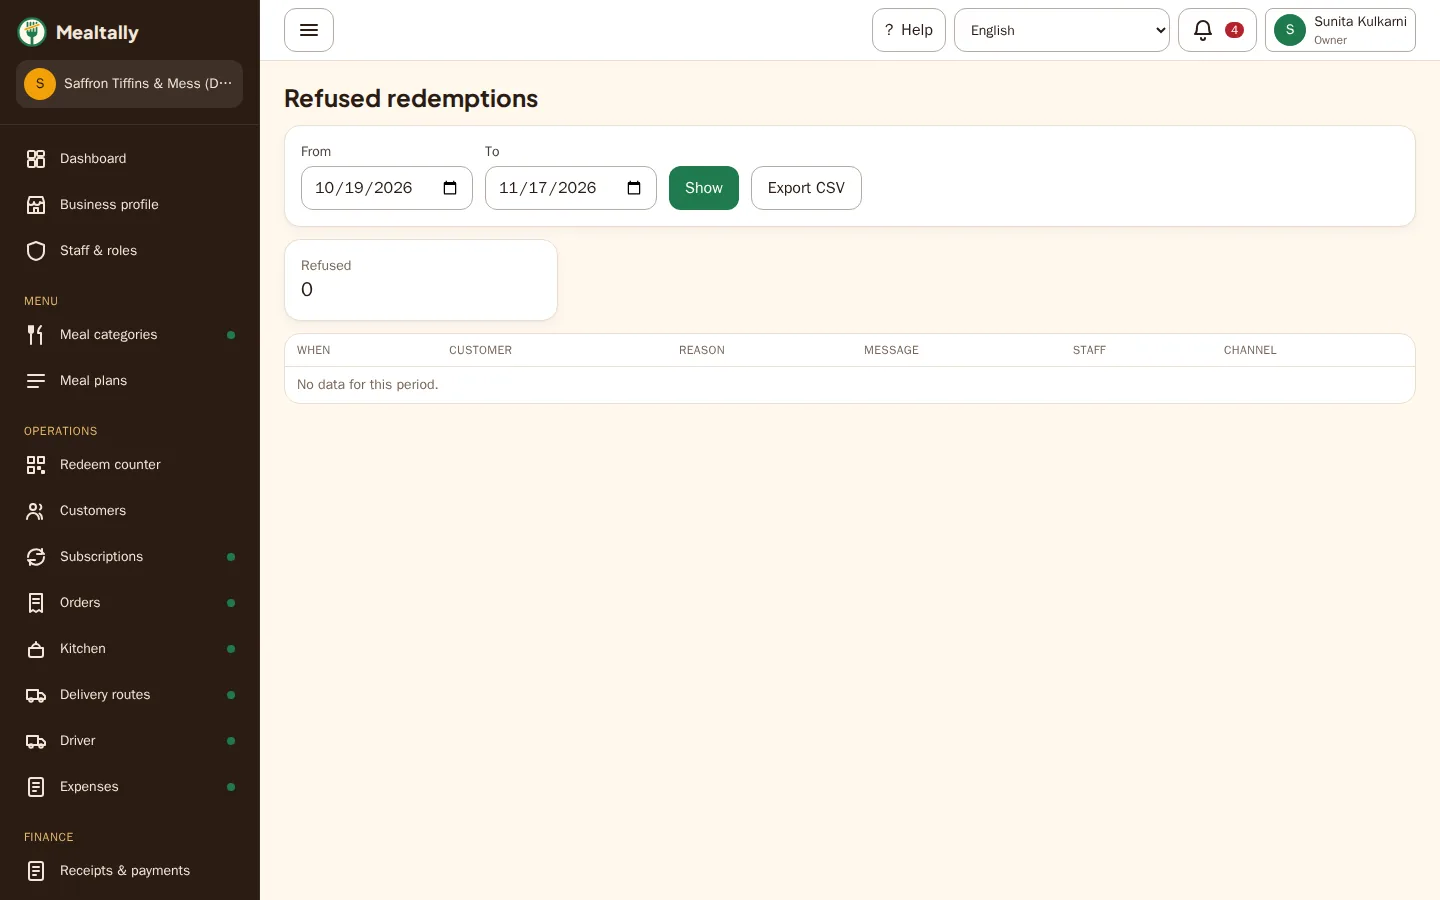 Mealtally
S Saffron Tiffins & Mess (D···
Dashboard
Business profile
Staff & roles
MENU
Meal categories
Meal plans
OPERATIONS
Redeem counter
Customers
Subscriptions
Orders
Kitchen
Delivery routes
Driver
Expenses
FINANCE
Receipts & payments
? Help
English
4
S
Sunita Kulkarni
Owner
Refused redemptions
From To
10/19/2026 11/17/2026 Show Export CSV
Refused
0
WHEN CUSTOMER REASON MESSAGE STAFF CHANNEL
No data for this period.